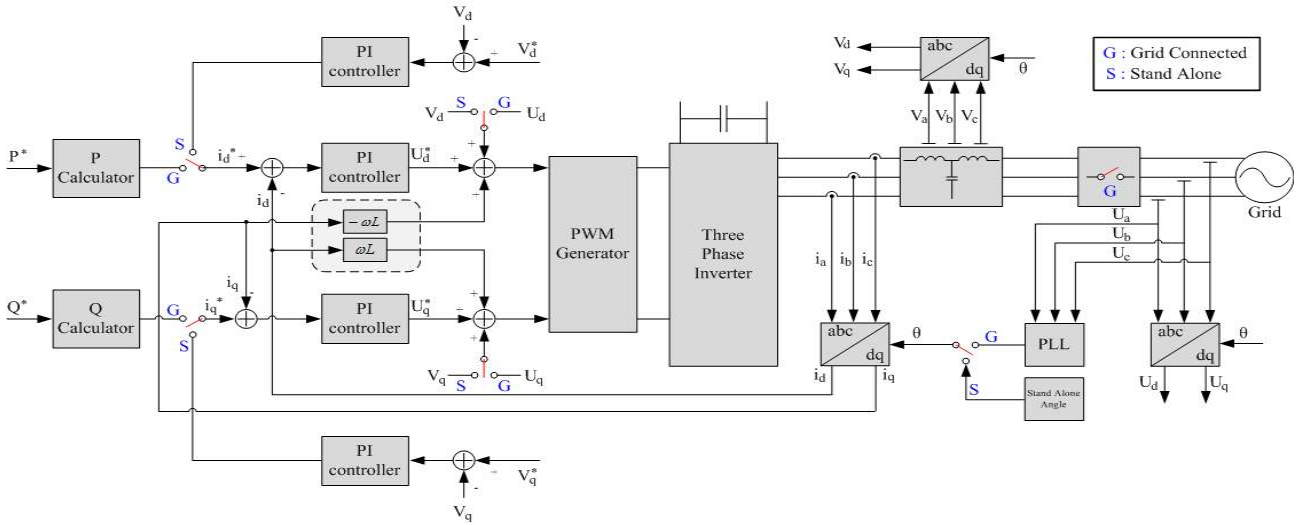 V_d
-
PI
controller
+
V_d^*
abc
dq
V_d
V_q
θ
G : Grid Connected
S : Stand Alone
V_a
V_b
V_c
V_d
S
G
U_d
P*
P
Calculator
S
G
i_d^*
+
-
i_d
PI
controller
U_d^*
+
+
+
-ωL
ωL
PWM
Generator
Three
Phase
Inverter
G
Grid
U_a
U_b
U_c
i_a
i_b
i_c
Q*
Q
Calculator
G
S
i_q^*
i_q
-
PI
controller
U_q^*
+
+
+
V_q
S
G
U_q
abc
dq
i_d
i_q
θ
G
S
PLL
Stand Alone
Angle
abc
dq
θ
U_d
U_q
PI
controller
+
V_q^*
-
V_q